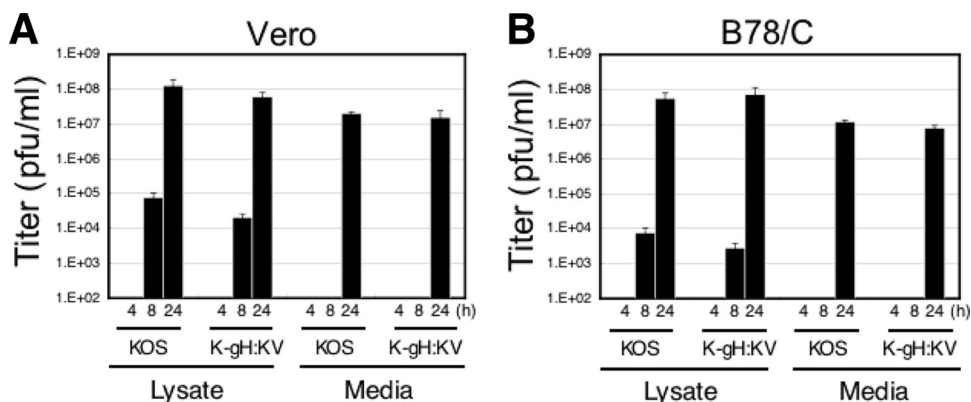 A
Vero
Titer (pfu/ml)
1.E+09
1.E+08
1.E+07
1.E+06
1.E+05
1.E+04
1.E+03
1.E+02
4 8 24 4 8 24 4 8 24 4 8 24 (h)
KOS K-gH:KV KOS K-gH:KV
Lysate Media
B
B78/C
Titer (pfu/ml)
1.E+09
1.E+08
1.E+07
1.E+06
1.E+05
1.E+04
1.E+03
1.E+02
4 8 24 4 8 24 4 8 24 4 8 24 (h)
KOS K-gH:KV KOS K-gH:KV
Lysate Media